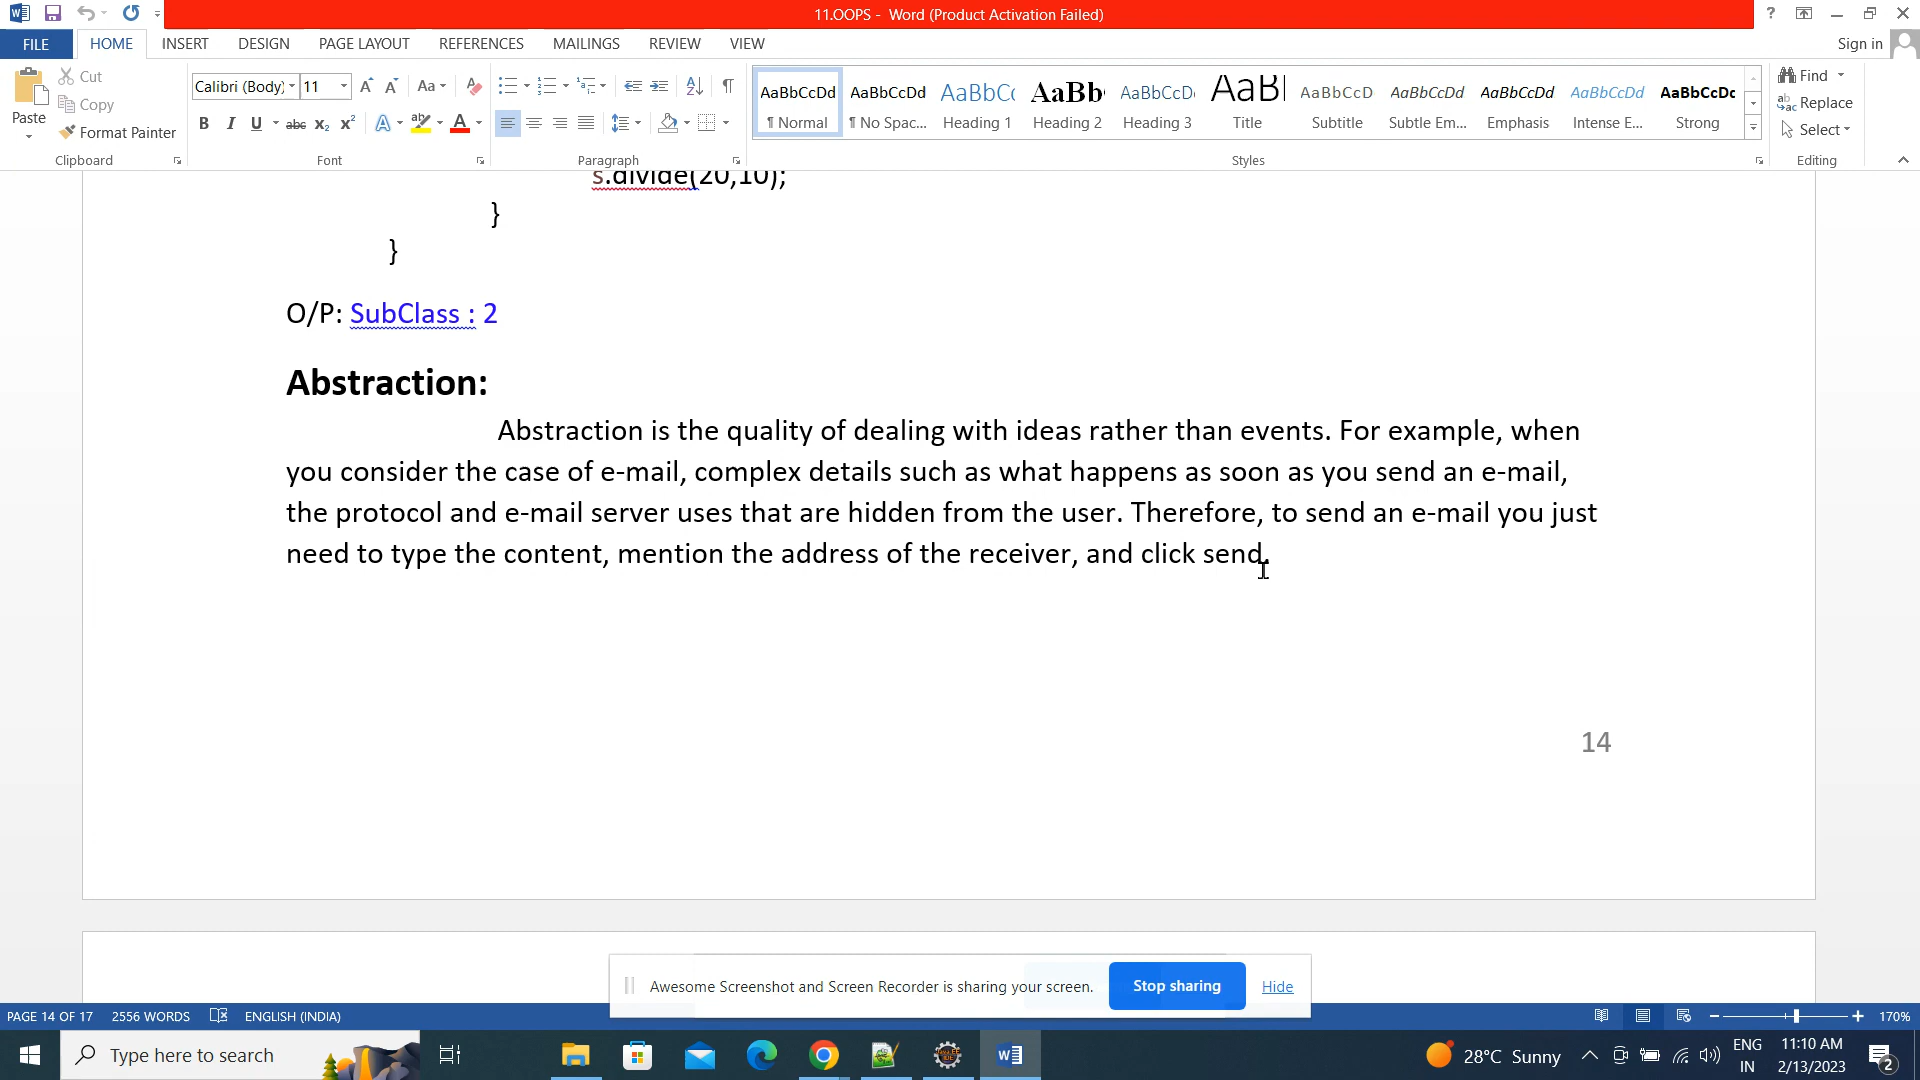 11.OOPS - Word (Product Activation Failed)
FILE HOME INSERT DESIGN PAGE LAYOUT REFERENCES MAILINGS REVIEW VIEW Sign in
Paste
Cut
Copy
Format Painter
Clipboard
Calibri (Body) 11
Font
Paragraph
AaBbCcDd AaBbCcDd AaBbCc AaBb AaBbCcD AaB AaBbCcD AaBbCcDd AaBbCcDd AaBbCcDd AaBbCcDc
¶ Normal ¶ No Spac... Heading 1 Heading 2 Heading 3 Title Subtitle Subtle Em... Emphasis Intense E... Strong
Styles
Find
Replace
Select
Editing
s.divide(20,10);
}
}
O/P: SubClass : 2
Abstraction:
Abstraction is the quality of dealing with ideas rather than events. For example, when
you consider the case of e-mail, complex details such as what happens as soon as you send an e-mail,
the protocol and e-mail server uses that are hidden from the user. Therefore, to send an e-mail you just
need to type the content, mention the address of the receiver, and click send.
14
Awesome Screenshot and Screen Recorder is sharing your screen. Stop sharing Hide
PAGE 14 OF 17 2556 WORDS ENGLISH (INDIA) 170%
Type here to search
28°C Sunny
ENG
IN
11:10 AM
2/13/2023
2